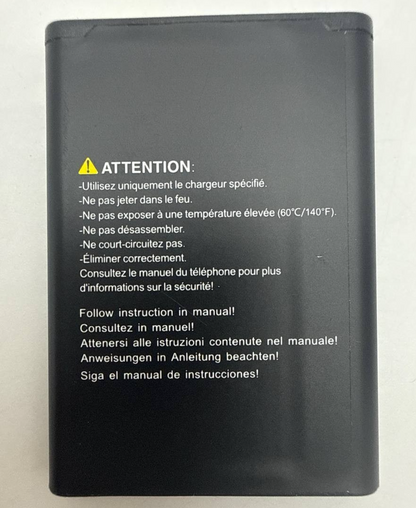 ⚠ ATTENTION:
-Utilisez uniquement le chargeur spécifié.
-Ne pas jeter dans le feu.
-Ne pas exposer à une température élevée (60℃/140°F).
-Ne pas désassembler.
-Ne court-circuitez pas.
-Éliminer correctement.
Consultez le manuel du téléphone pour plus
d'informations sur la sécurité!
Follow instruction in manual!
Consultez in manuel!
Attenersi alle istruzioni contenute nel manuale!
Anweisungen in Anleitung beachten!
Siga el manual de instrucciones!